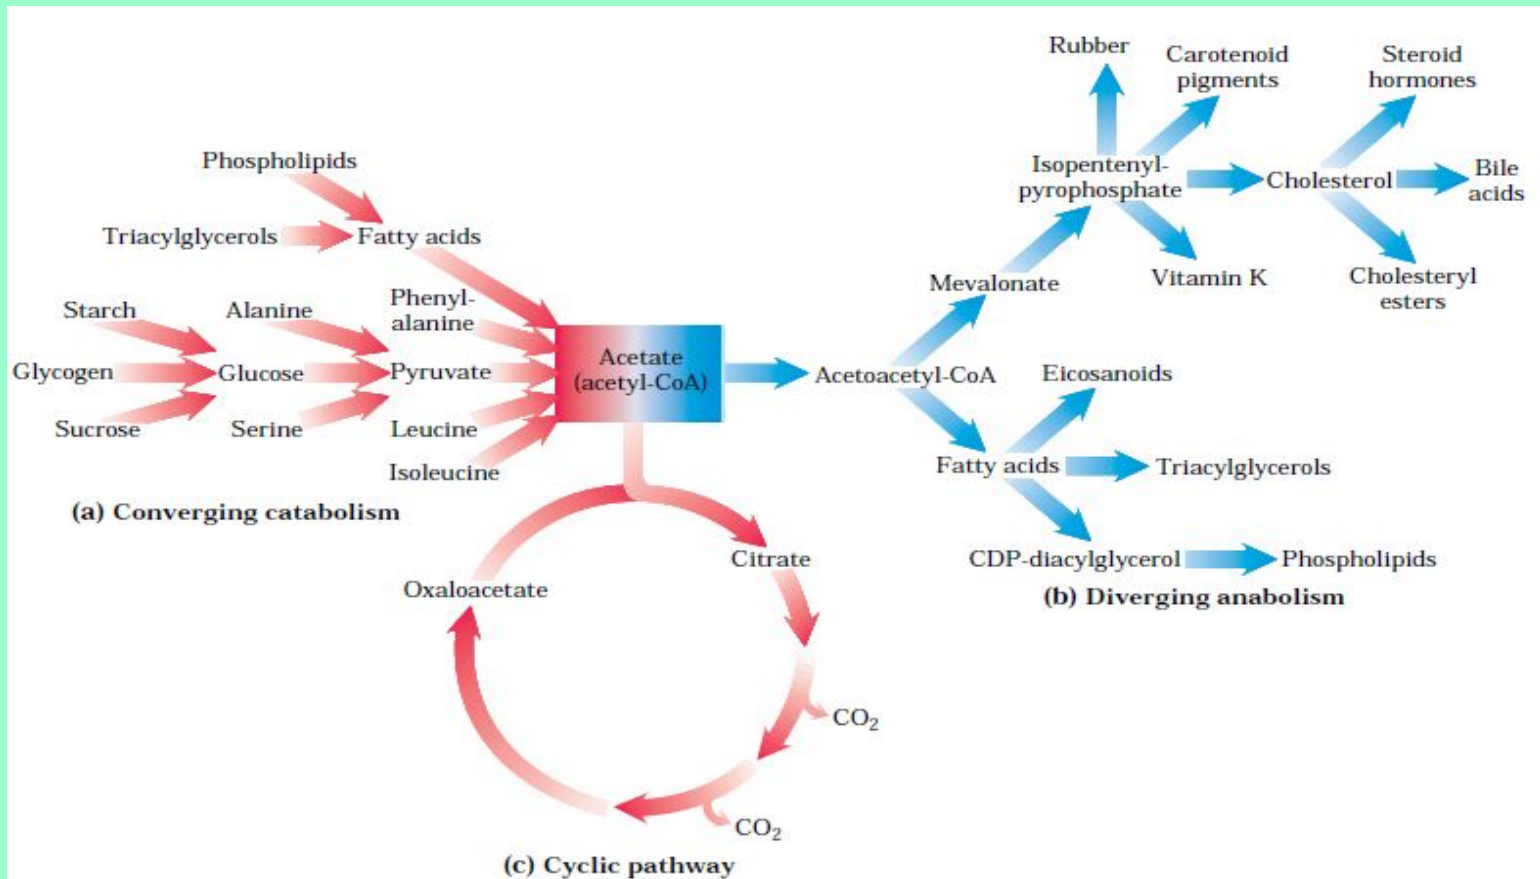 Rubber
Carotenoid
pigments
Steroid
hormones
Phospholipids
Isopentenyl-
pyrophosphate
Cholesterol
Bile
acids
Triacylglycerols
Fatty acids
Mevalonate
Vitamin K
Cholesteryl
esters
Starch
Alanine
Phenyl-
alanine
Glycogen
Glucose
Pyruvate
Acetate
(acetyl-CoA)
Acetoacetyl-CoA
Eicosanoids
Sucrose
Serine
Leucine
Isoleucine
Fatty acids
Triacylglycerols
(a) Converging catabolism
Citrate
CDP-diacylglycerol
Phospholipids
Oxaloacetate
(b) Diverging anabolism
CO₂
CO₂
(c) Cyclic pathway